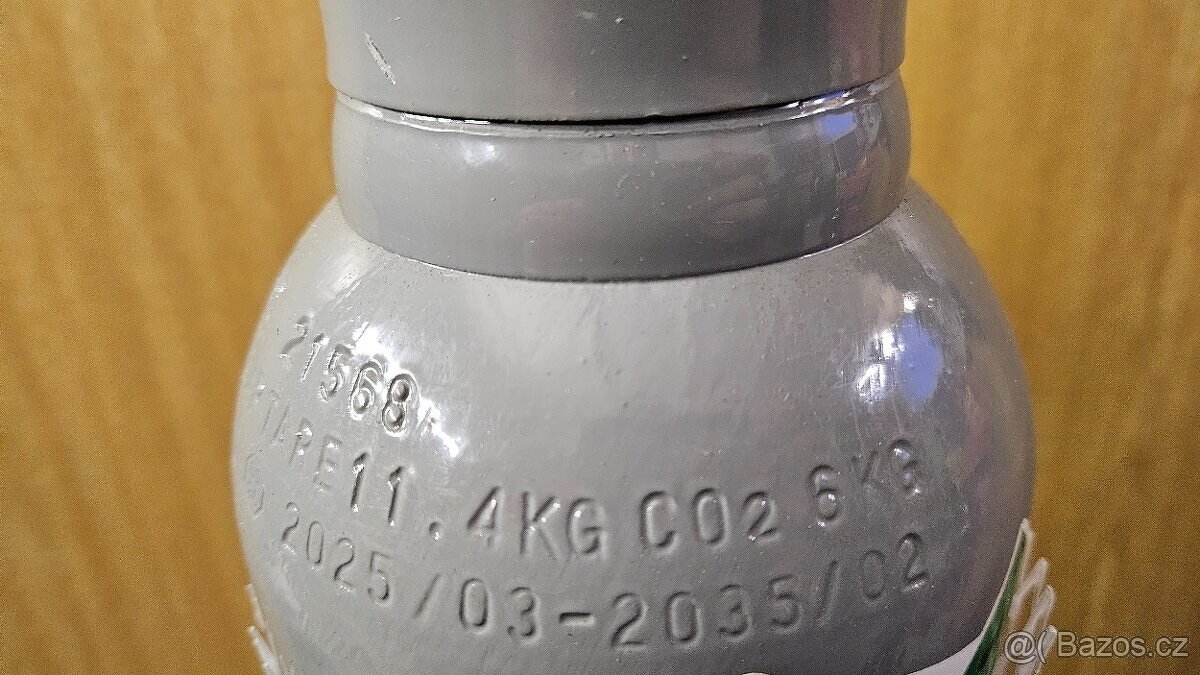 21568
TARE 11.4KG CO2 6KG
2025/03-2035/02
@( Bazos.cz